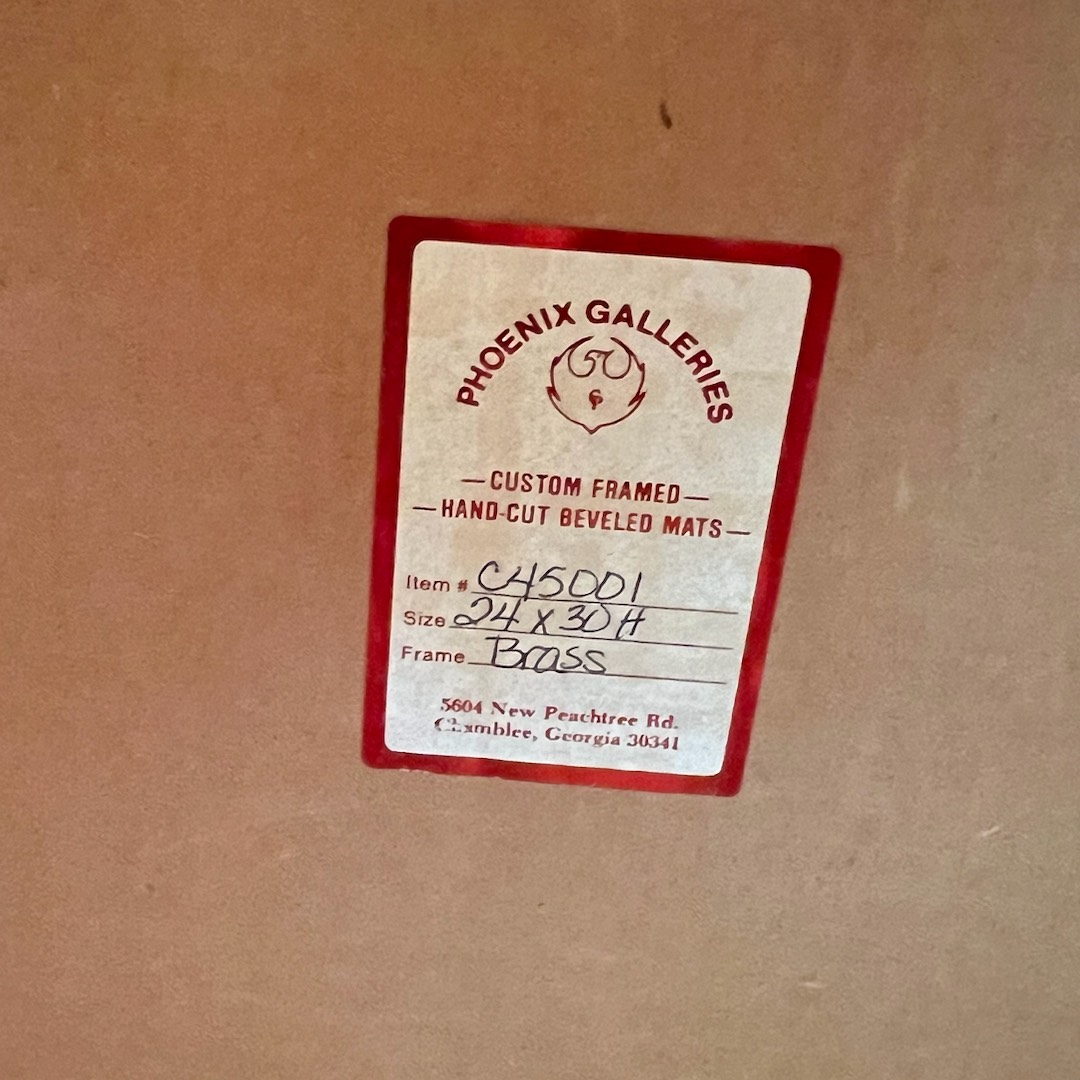 PHOENIX GALLERIES
—CUSTOM FRAMED—
—HAND-CUT BEVELED MATS—
Item # C45001
Size 24 X 30 H
Frame Brass
5604 New Peachtree Rd.
Chamblee, Georgia 30341